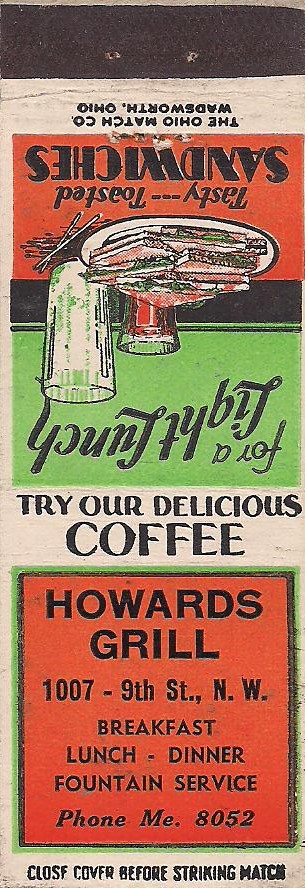 THE OHIO MATCH CO.
WADSWORTH, OHIO
for a
Light Lunch
Tasty---Toasted
SANDWICHES
TRY OUR DELICIOUS
COFFEE
HOWARDS
GRILL
1007 - 9th St., N. W.
BREAKFAST
LUNCH - DINNER
FOUNTAIN SERVICE
Phone Me. 8052
CLOSE COVER BEFORE STRIKING MATCH